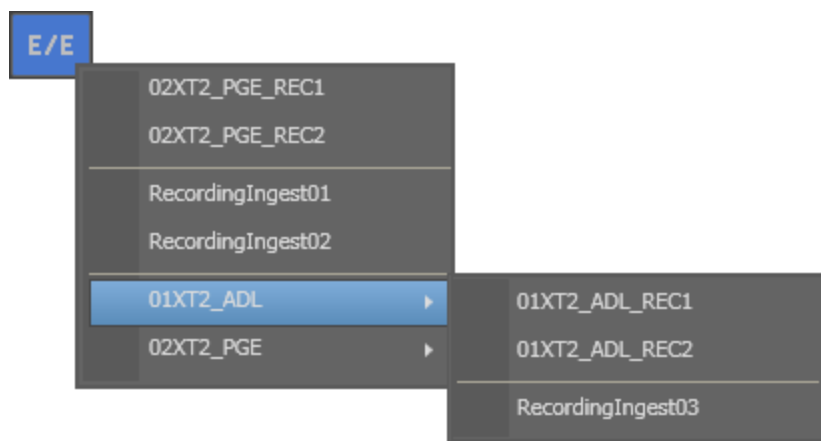 E/E
02XT2_PGE_REC1
02XT2_PGE_REC2
RecordingIngest01
RecordingIngest02
01XT2_ADL
02XT2_PGE
01XT2_ADL_REC1
01XT2_ADL_REC2
RecordingIngest03